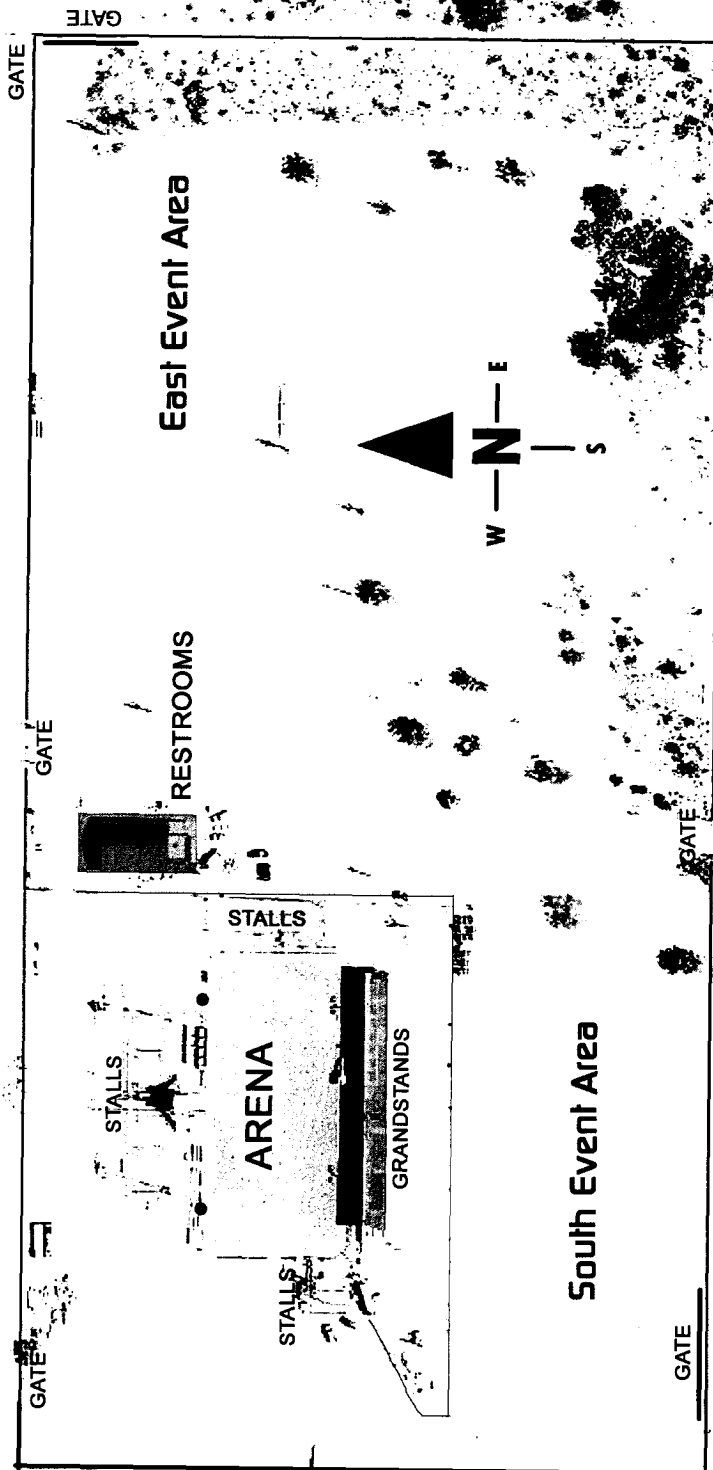 GATE
GATE
GATE
GATE
STALLS
East Event Area
RESTROOMS
STALLS
ARENA
STALLS
GRANDSTANDS
W N E
S
South Event Area
GATE
GATE